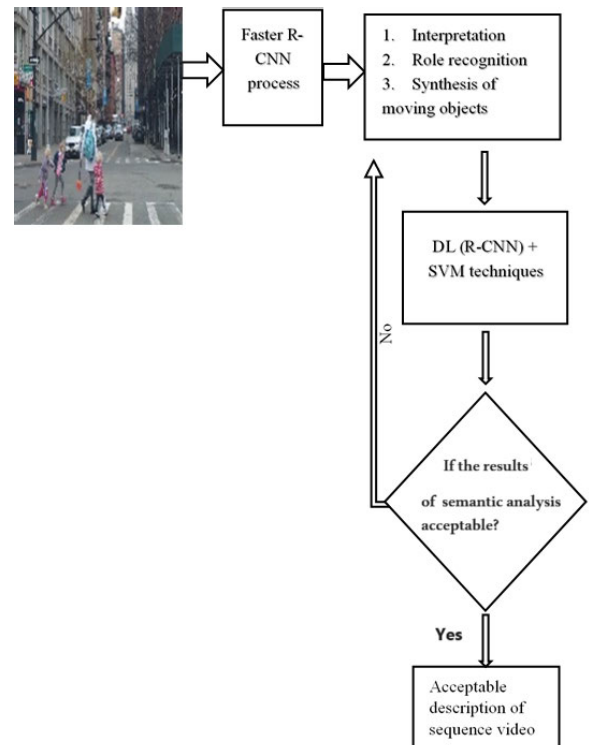 Faster R-
CNN
process
1. Interpretation
2. Role recognition
3. Synthesis of
moving objects
DL (R-CNN) +
SVM techniques
No
If the results
of semantic analysis
acceptable?
Yes
Acceptable
description of
sequence video